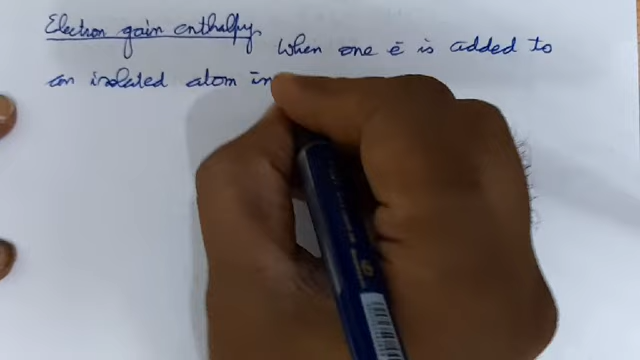 Electron gain enthalpy. When one ē is added to
an isolated atom in